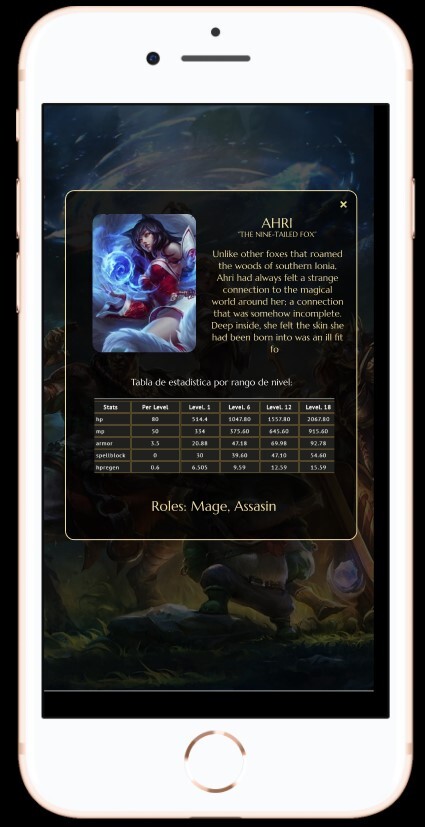 ×
AHRI
"THE NINE-TAILED FOX"
Unlike other foxes that roamed
the woods of southern Ionia,
Ahri had always felt a strange
connection to the magical
world around her; a connection
that was somehow incomplete.
Deep inside, she felt the skin she
had been born into was an ill fit
fo
Tabla de estadistica por rango de nivel:
Stats Per Level Level. 1 Level. 6 Level. 12 Level. 18
hp 80 514.4 1047.80 1557.80 2067.80
mp 50 334 575.60 645.60 915.60
armor 3.5 20.88 47.18 69.98 92.78
spellblock 0 30 39.60 47.10 54.60
hpregen 0.6 6.505 9.59 12.59 15.59
Roles: Mage, Assasin